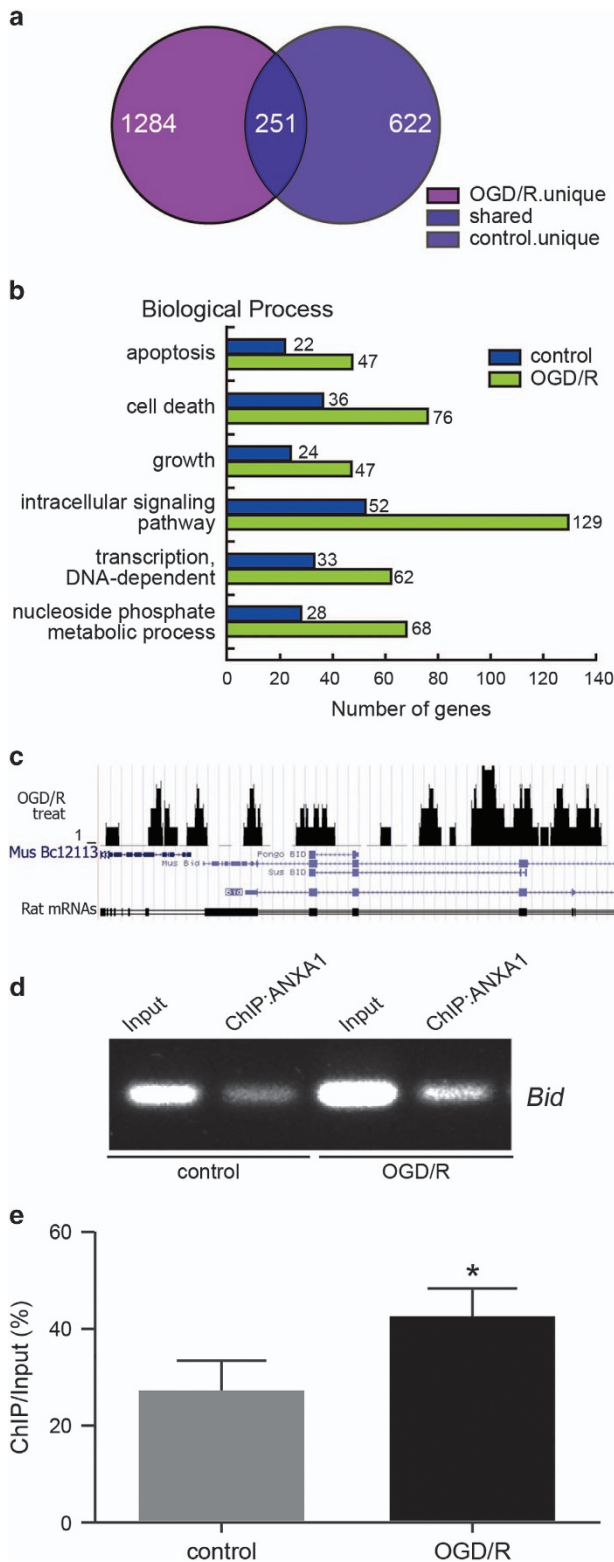 a
1284
251
622
OGD/R.unique
shared
control.unique
b
Biological Process
apoptosis
22
47
control
OGD/R
cell death
36
76
growth
24
47
intracellular signaling
pathway
52
129
transcription,
DNA-dependent
33
62
nucleoside phosphate
metabolic process
28
68
0
20
40
60
80
100
120
140
Number of genes
c
OGD/R
treat
1
Mus Bc12113
Pongo BID
Mus Bid
Sus BID
Bid
Rat mRNAs
d
Input
ChIP:ANXA1
Input
ChIP:ANXA1
Bid
control
OGD/R
e
60
40
20
0
ChIP/Input (%)
*
control
OGD/R